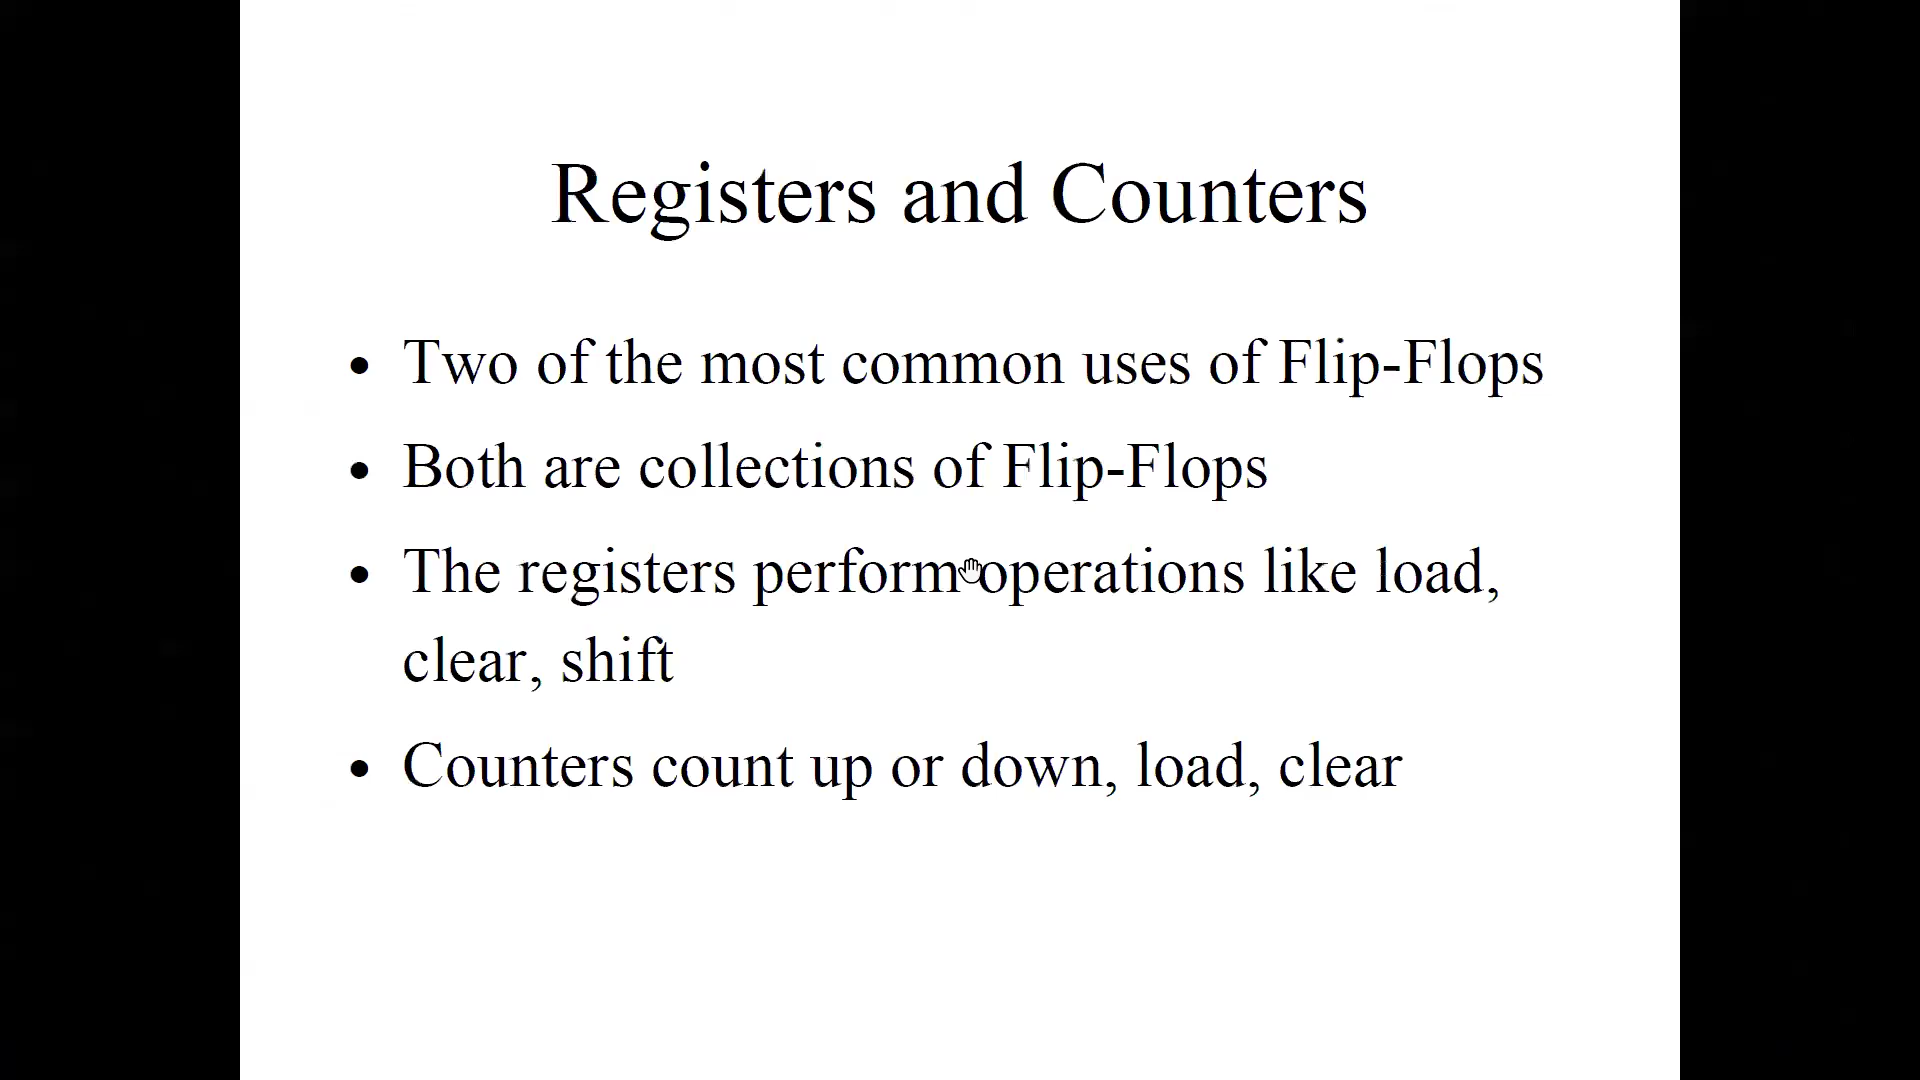 Registers and Counters
• Two of the most common uses of Flip-Flops
• Both are collections of Flip-Flops
• The registers perform operations like load,
clear, shift
• Counters count up or down, load, clear